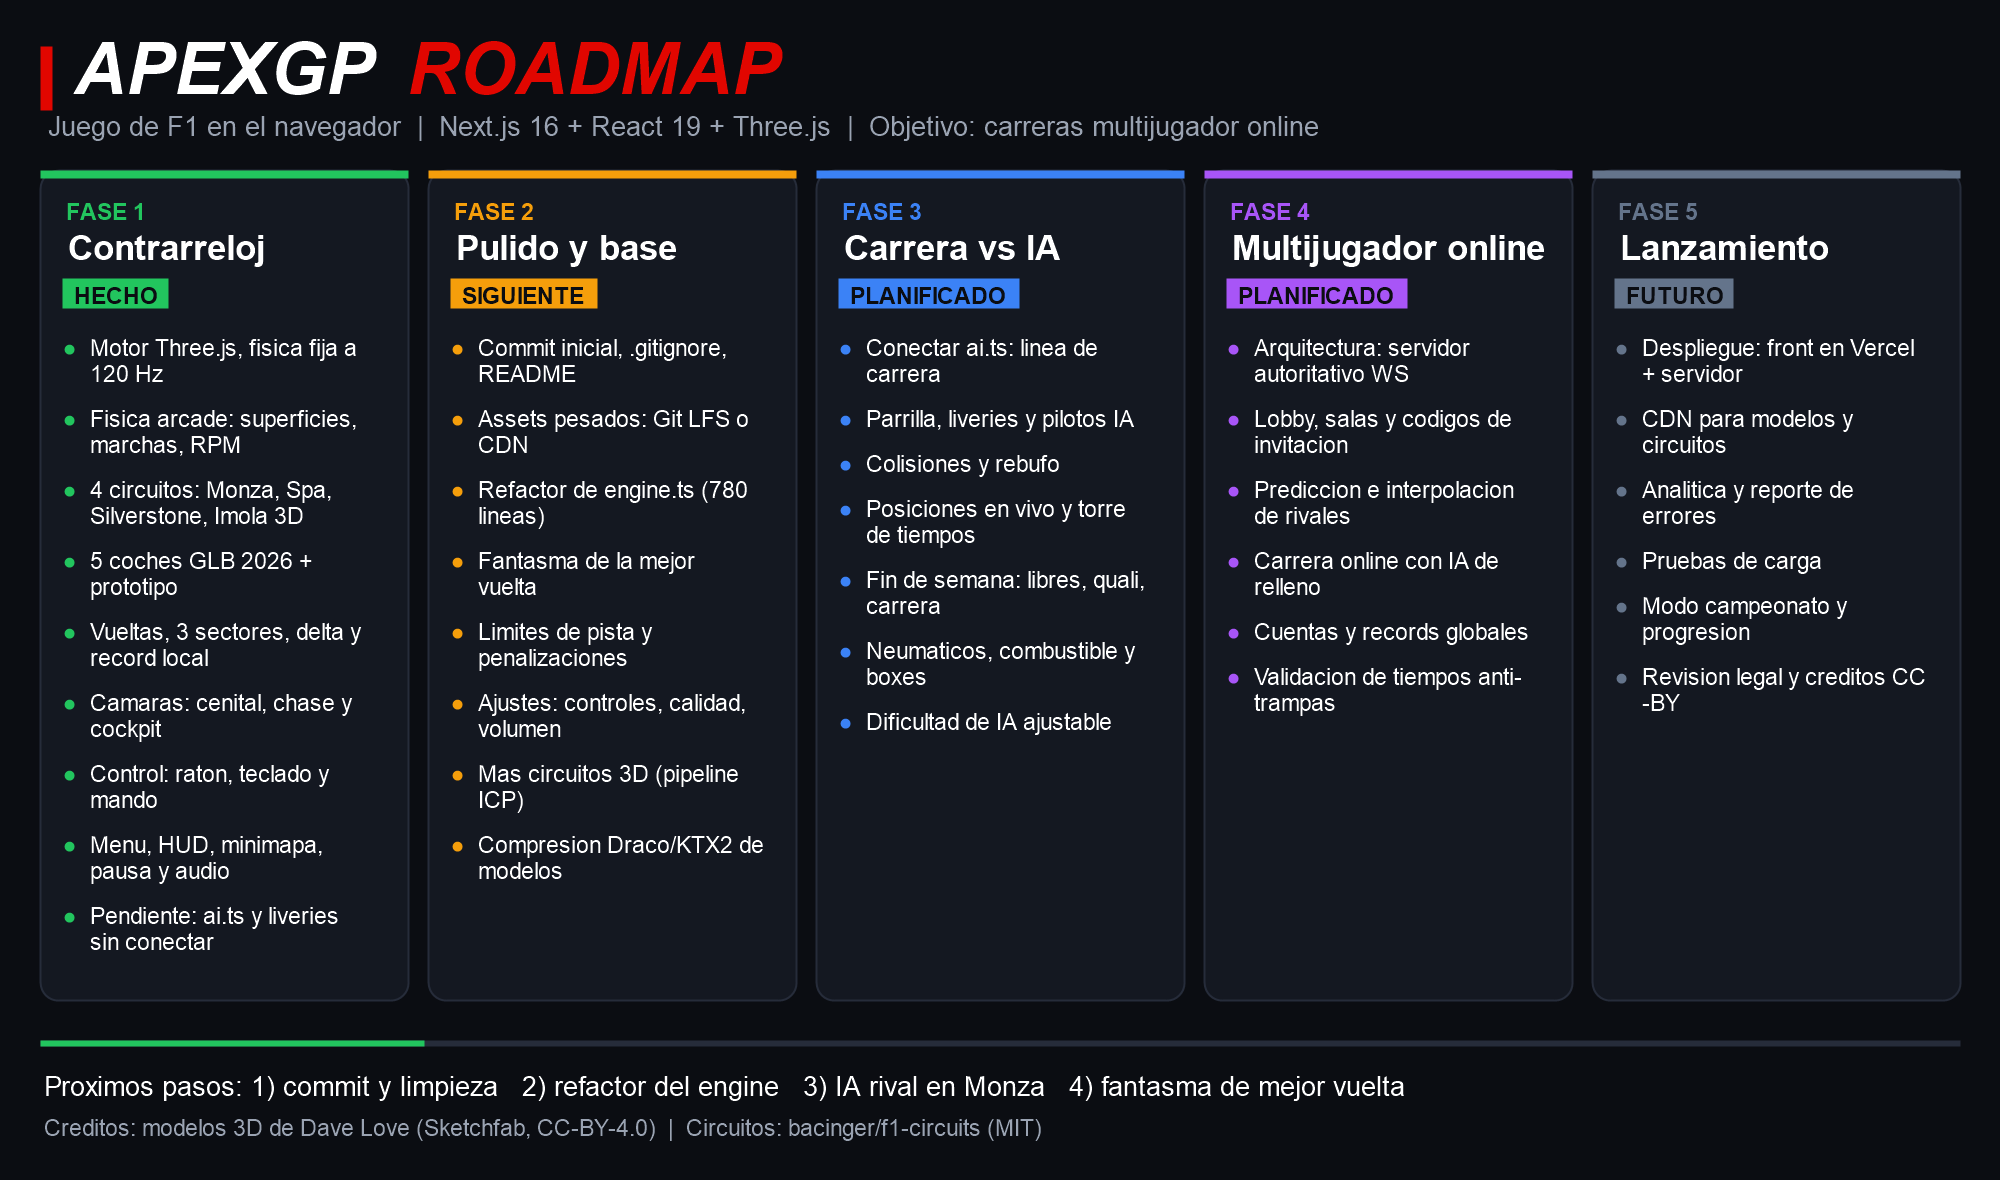 APEXGP ROADMAP
Juego de F1 en el navegador | Next.js 16 + React 19 + Three.js | Objetivo: carreras multijugador online
FASE 1
Contrarreloj
HECHO
Motor Three.js, fisica fija a
120 Hz
Fisica arcade: superficies,
marchas, RPM
4 circuitos: Monza, Spa,
Silverstone, Imola 3D
5 coches GLB 2026 +
prototipo
Vueltas, 3 sectores, delta y
record local
Camaras: cenital, chase y
cockpit
Control: raton, teclado y
mando
Menu, HUD, minimapa,
pausa y audio
Pendiente: ai.ts y liveries
sin conectar
FASE 2
Pulido y base
SIGUIENTE
Commit inicial, .gitignore,
README
Assets pesados: Git LFS o
CDN
Refactor de engine.ts (780
lineas)
Fantasma de la mejor
vuelta
Limites de pista y
penalizaciones
Ajustes: controles, calidad,
volumen
Mas circuitos 3D (pipeline
ICP)
Compresion Draco/KTX2 de
modelos
FASE 3
Carrera vs IA
PLANIFICADO
Conectar ai.ts: linea de
carrera
Parrilla, liveries y pilotos IA
Colisiones y rebufo
Posiciones en vivo y torre
de tiempos
Fin de semana: libres, quali,
carrera
Neumaticos, combustible y
boxes
Dificultad de IA ajustable
FASE 4
Multijugador online
PLANIFICADO
Arquitectura: servidor
autoritativo WS
Lobby, salas y codigos de
invitacion
Prediccion e interpolacion
de rivales
Carrera online con IA de
relleno
Cuentas y records globales
Validacion de tiempos anti-
trampas
FASE 5
Lanzamiento
FUTURO
Despliegue: front en Vercel
+ servidor
CDN para modelos y
circuitos
Analitica y reporte de
errores
Pruebas de carga
Modo campeonato y
progresion
Revision legal y creditos CC
-BY
Proximos pasos: 1) commit y limpieza 2) refactor del engine 3) IA rival en Monza 4) fantasma de mejor vuelta
Creditos: modelos 3D de Dave Love (Sketchfab, CC-BY-4.0) | Circuitos: bacinger/f1-circuits (MIT)